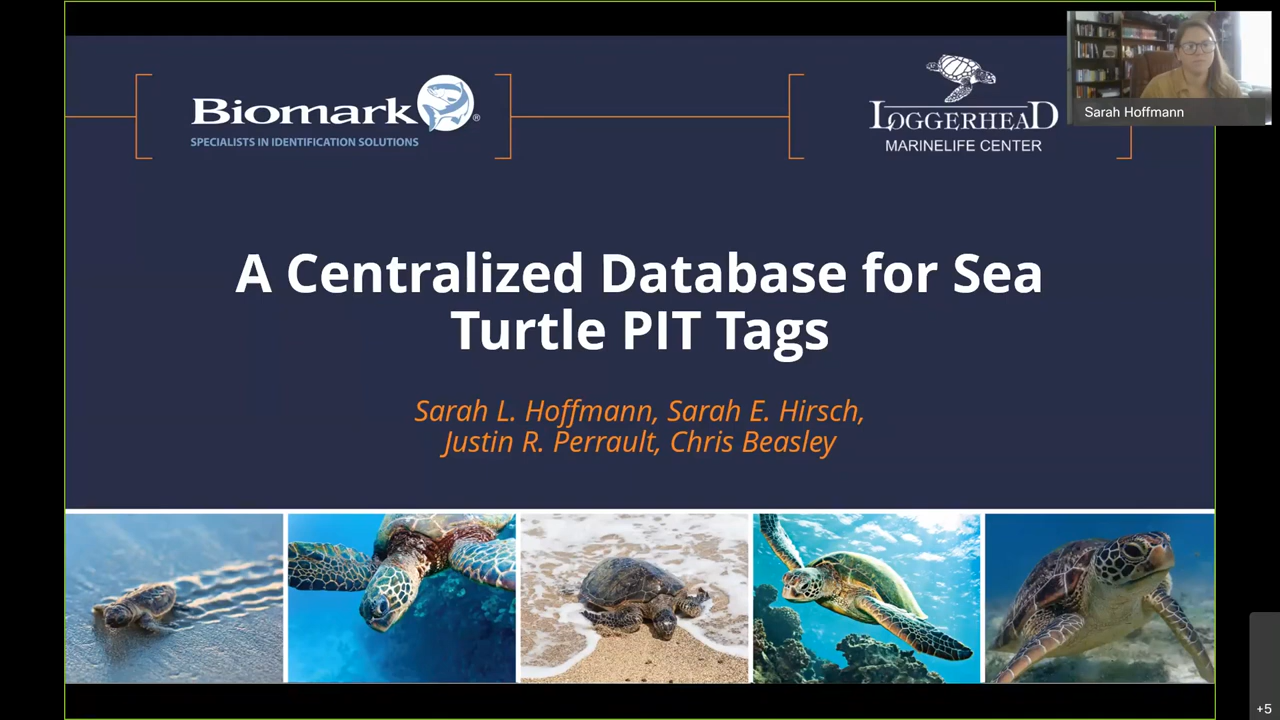 Biomark®
SPECIALISTS IN IDENTIFICATION SOLUTIONS
LOGGERHEAD
MARINELIFE CENTER
Sarah Hoffmann
A Centralized Database for Sea
Turtle PIT Tags
Sarah L. Hoffmann, Sarah E. Hirsch,
Justin R. Perrault, Chris Beasley
+5